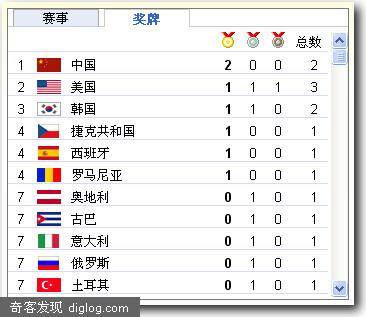 赛事 奖牌
总数
1 中国 2 0 0 2
2 美国 1 1 1 3
3 韩国 1 1 0 2
4 捷克共和国 1 0 0 1
4 西班牙 1 0 0 1
4 罗马尼亚 1 0 0 1
7 奥地利 0 1 0 1
7 古巴 0 1 0 1
7 意大利 0 1 0 1
7 俄罗斯 0 1 0 1
7 土耳其 0 1 0 1
奇客发现 diglog.com